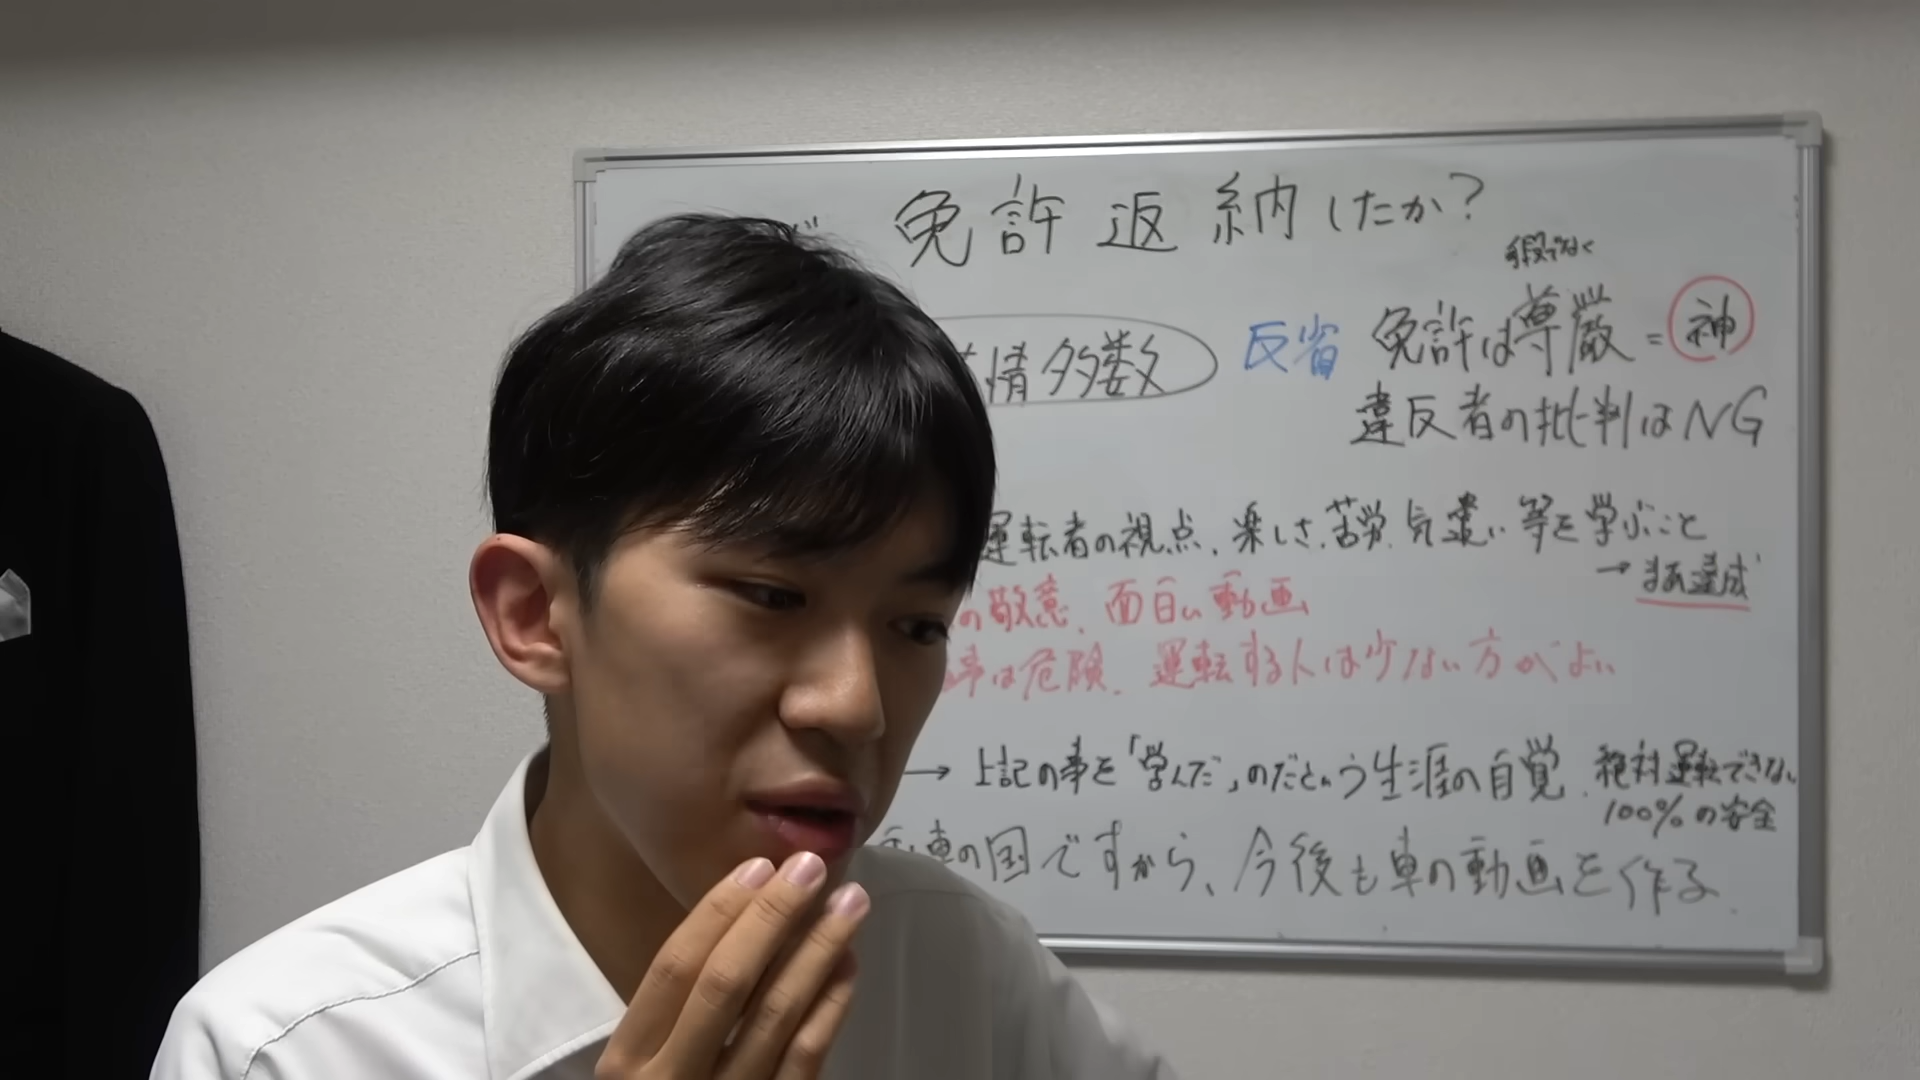 免許返納したか?
手段でなく
情多数
反省
免許は尊厳=神
違反者の批判はNG
運転者の視点、楽しさ、苦労、気遣い等を学ぶこと
→まあ達成
の敬意、面白い動画
車は危険、運転する人は少ない方がよい
→上記の事を「学んだ」のだという生涯の自覚、絶対運転できない
100%の安全
車の国ですから、今後も車の動画を作る